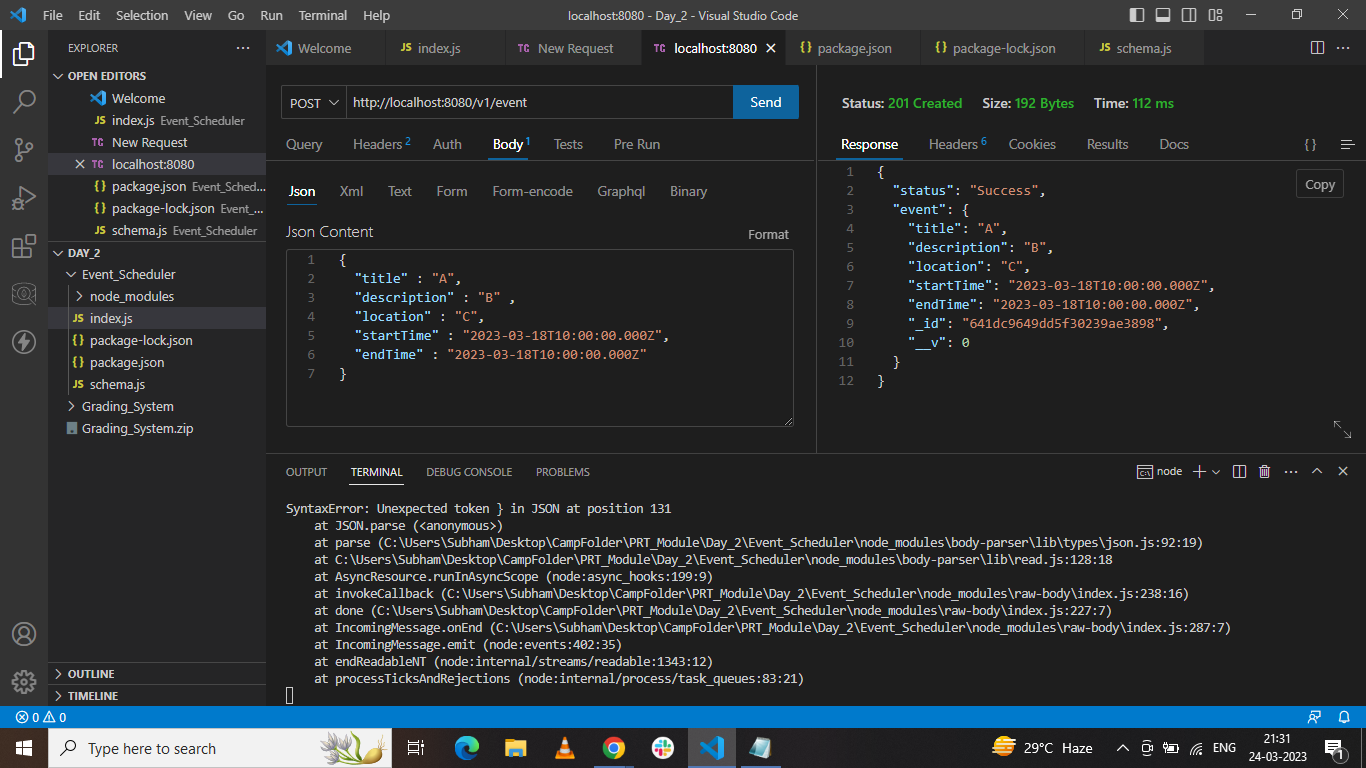 File Edit Selection View Go Run Terminal Help
localhost:8080 - Day_2 - Visual Studio Code
EXPLORER
OPEN EDITORS
Welcome
JS index.js Event_Scheduler
TC New Request
TC localhost:8080
{} package.json Event_Sched...
{} package-lock.json Event_...
JS schema.js Event_Scheduler
DAY_2
Event_Scheduler
node_modules
JS index.js
{} package-lock.json
{} package.json
JS schema.js
Grading_System
Grading_System.zip
OUTLINE
TIMELINE
Welcome
JS index.js
TC New Request
TC localhost:8080
{} package.json
{} package-lock.json
JS schema.js
POST
http://localhost:8080/v1/event
Send
Query Headers 2 Auth Body 1 Tests Pre Run
Json Xml Text Form Form-encode Graphql Binary
Json Content
Format
1 {
2 "title" : "A",
3 "description" : "B" ,
4 "location" : "C",
5 "startTime" : "2023-03-18T10:00:00.000Z",
6 "endTime" : "2023-03-18T10:00:00.000Z"
7 }
Status: 201 Created Size: 192 Bytes Time: 112 ms
Response Headers 6 Cookies Results Docs {}
Copy
1 {
2 "status": "Success",
3 "event": {
4 "title": "A",
5 "description": "B",
6 "location": "C",
7 "startTime": "2023-03-18T10:00:00.000Z",
8 "endTime": "2023-03-18T10:00:00.000Z",
9 "_id": "641dc9649dd5f30239ae3898",
10 "__v": 0
11 }
12 }
OUTPUT TERMINAL DEBUG CONSOLE PROBLEMS
node
SyntaxError: Unexpected token } in JSON at position 131
at JSON.parse (<anonymous>)
at parse (C:\Users\Subham\Desktop\CampFolder\PRT_Module\Day_2\Event_Scheduler\node_modules\body-parser\lib\types\json.js:92:19)
at C:\Users\Subham\Desktop\CampFolder\PRT_Module\Day_2\Event_Scheduler\node_modules\body-parser\lib\read.js:128:18
at AsyncResource.runInAsyncScope (node:async_hooks:199:9)
at invokeCallback (C:\Users\Subham\Desktop\CampFolder\PRT_Module\Day_2\Event_Scheduler\node_modules\raw-body\index.js:238:16)
at done (C:\Users\Subham\Desktop\CampFolder\PRT_Module\Day_2\Event_Scheduler\node_modules\raw-body\index.js:227:7)
at IncomingMessage.onEnd (C:\Users\Subham\Desktop\CampFolder\PRT_Module\Day_2\Event_Scheduler\node_modules\raw-body\index.js:287:7)
at IncomingMessage.emit (node:events:402:35)
at endReadableNT (node:internal/streams/readable:1343:12)
at processTicksAndRejections (node:internal/process/task_queues:83:21)
0 0
Type here to search
29°C Haze
ENG
21:31
24-03-2023
1